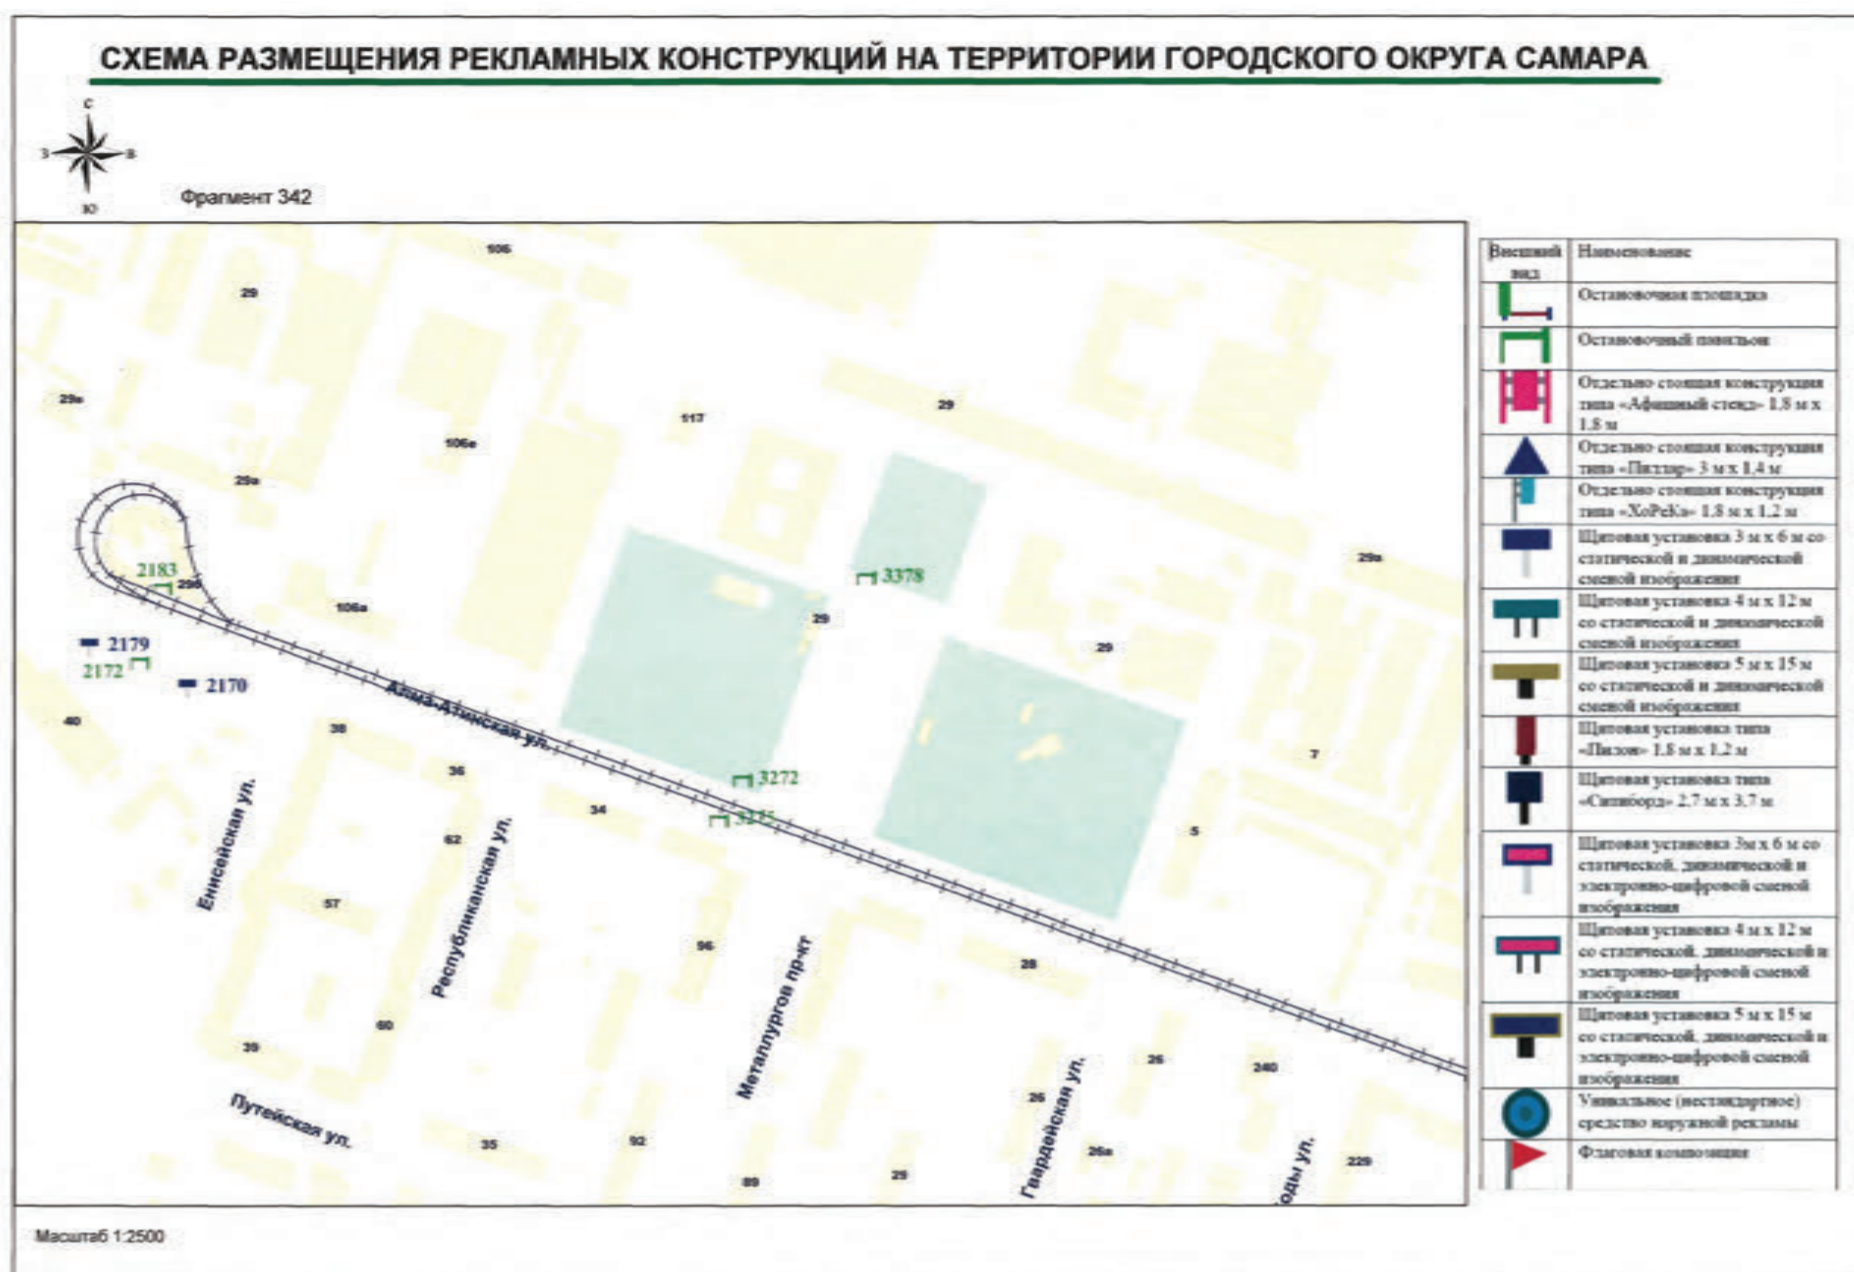 СХЕМА РАЗМЕЩЕНИЯ РЕКЛАМНЫХ КОНСТРУКЦИЙ НА ТЕРРИТОРИИ ГОРОДСКОГО ОКРУГА САМАРА
С
З
В
Ю
Фрагмент 342
106
29
29в
29
117
106е
29а
29а
2183
29б
3378
106а
29
29
2179
2172
2170
Алма-Атинская ул.
40
38
7
36
3272
34
3275
5
62
Енисейская ул.
Республиканская ул.
57
96
28
Металлургов пр-кт
60
39
26
240
26
Путейская ул.
Гвардейская ул.
35
92
26а
229
оды ул.
89
25
Масштаб 1:2500
Внешний вид
Наименование
Остановочная площадка
Остановочный павильон
Отдельно стоящая конструкция
типа «Афишный стенд» 1,8 м х
1,8 м
Отдельно стоящая конструкция
типа «Пиллар» 3 м х 1,4 м
Отдельно стоящая конструкция
типа «ХоРеКа» 1,8 м х 1,2 м
Щитовая установка 3 м х 6 м со
статической и динамической
сменой изображения
Щитовая установка 4 м х 12 м
со статической и динамической
сменой изображения
Щитовая установка 5 м х 15 м
со статической и динамической
сменой изображения
Щитовая установка типа
«Пилон» 1,8 м х 1,2 м
Щитовая установка типа
«Ситиборд» 2,7 м х 3,7 м
Щитовая установка 3м х 6 м со
статической, динамической и
электронно-цифровой сменой
изображения
Щитовая установка 4 м х 12 м
со статической, динамической и
электронно-цифровой сменой
изображения
Щитовая установка 5 м х 15 м
со статической, динамической и
электронно-цифровой сменой
изображения
Уникальное (нестандартное)
средство наружной рекламы
Флаговая композиция